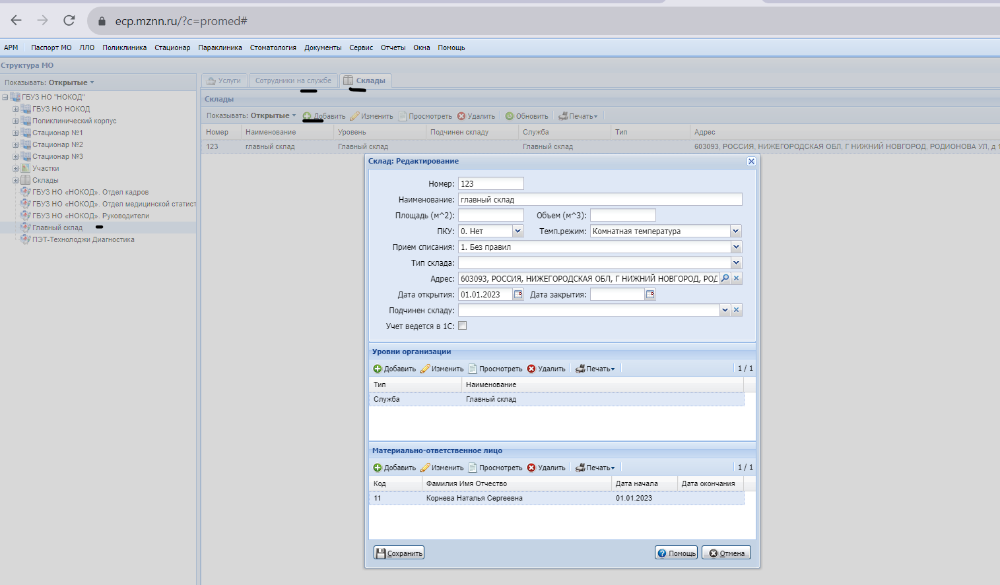 ecp.mznn.ru/?c=promed#
АРМ Паспорт МО ЛЛО Поликлиника Стационар Параклиника Стоматология Документы Сервис Отчеты Окна Помощь
Структура МО
Показывать: Открытые
ГБУЗ НО "НОКОД"
ГБУЗ НО НОКОД
Поликлинический корпус
Стационар №1
Стационар №2
Стационар №3
Участки
Склады
ГБУЗ НО «НОКОД». Отдел кадров
ГБУЗ НО «НОКОД». Отдел медицинской статист
ГБУЗ НО «НОКОД». Руководители
Главный склад
ПЭТ-Технолоджи Диагностика
Услуги Сотрудники на службе Склады
Склады
Показывать: Открытые Добавить Изменить Просмотреть Удалить Обновить Печать
Номер Наименование Уровень Подчинен складу Служба Тип Адрес
123 главный склад Главный склад Главный склад 603093, РОССИЯ, НИЖЕГОРОДСКАЯ ОБЛ, Г НИЖНИЙ НОВГОРОД, РОДИОНОВА УЛ, д 1
Склад: Редактирование
Номер: 123
Наименование: главный склад
Площадь (м^2): Объем (м^3):
ПКУ: 0. Нет Темп.режим: Комнатная температура
Прием списания: 1. Без правил
Тип склада:
Адрес: 603093, РОССИЯ, НИЖЕГОРОДСКАЯ ОБЛ, Г НИЖНИЙ НОВГОРОД, РОД
Дата открытия: 01.01.2023 Дата закрытия:
Подчинен складу:
Учет ведется в 1С:
Уровни организации
Добавить Изменить Просмотреть Удалить Печать 1 / 1
Тип Наименование
Служба Главный склад
Материально-ответственное лицо
Добавить Изменить Просмотреть Удалить Печать 1 / 1
Код Фамилия Имя Отчество Дата начала Дата окончания
11 Корнева Наталья Сергеевна 01.01.2023
Сохранить Помощь Отмена